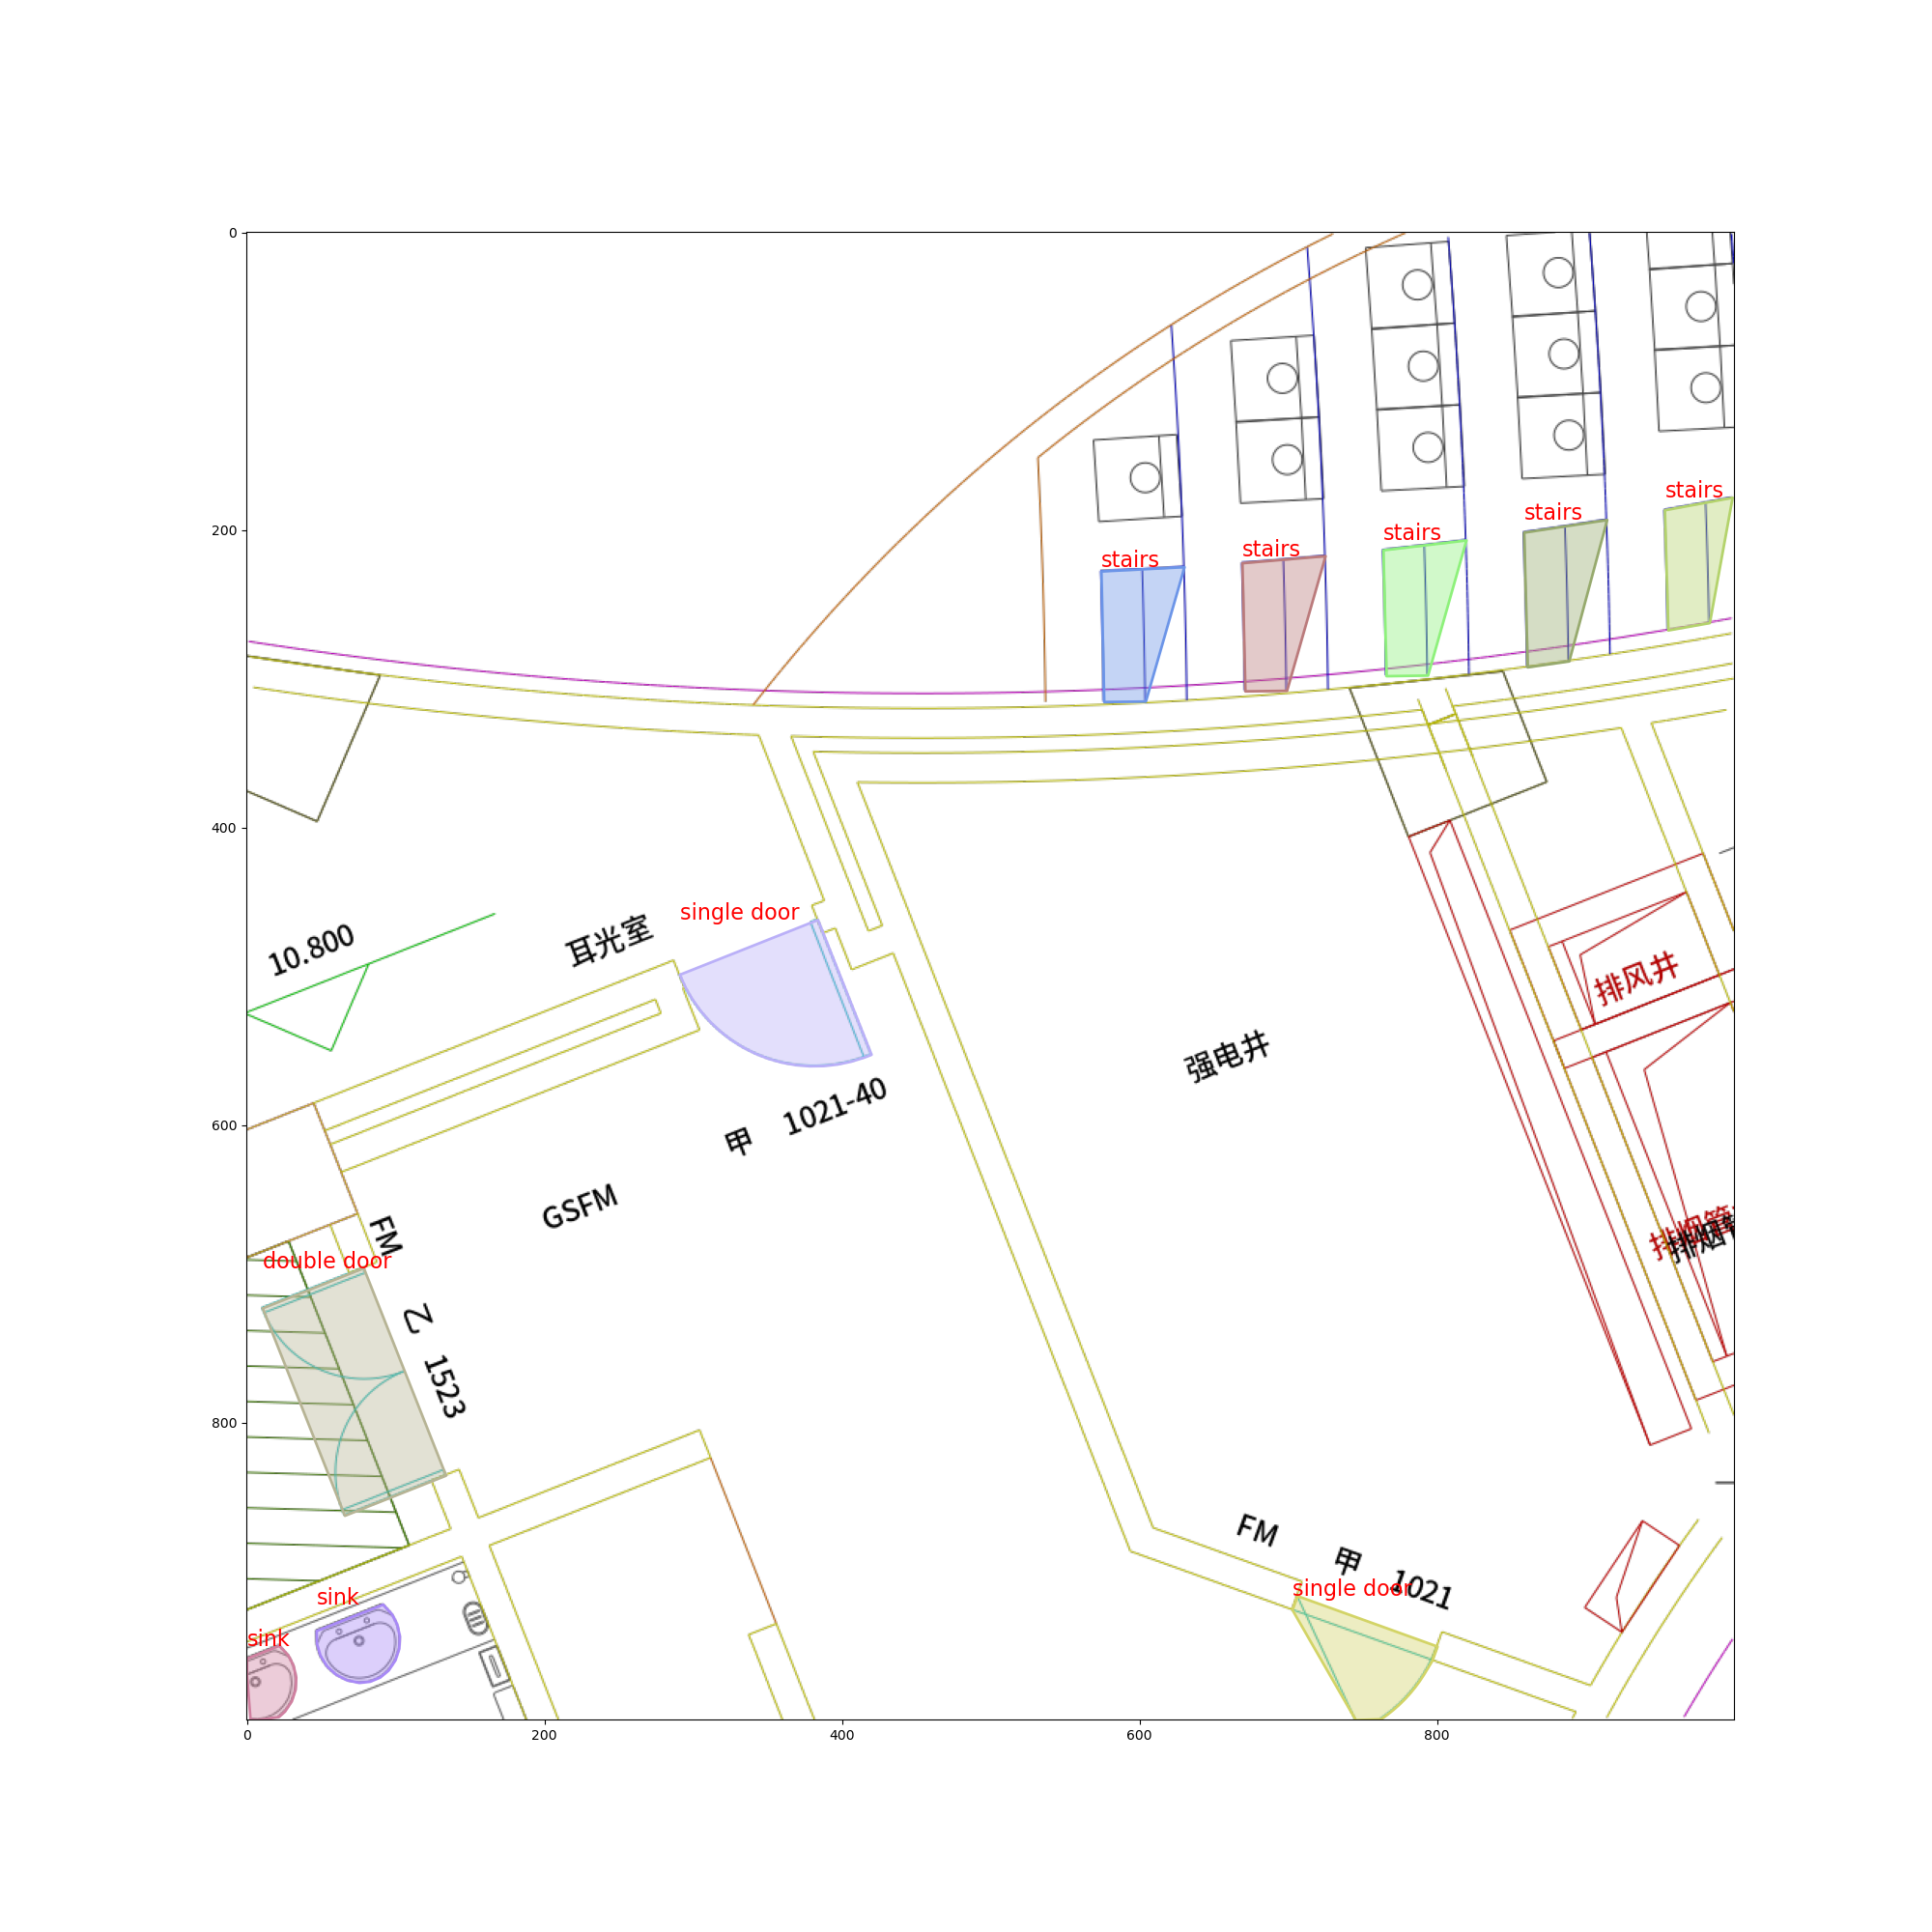 0
stairs
stairs
stairs
stairs
stairs
200
400
single door
耳光室
10.800
排风井
强电井
1021-40
甲
600
GSFM
FM
double door
乙
1523
800
FM
甲
1021
single door
sink
sink
0
200
400
600
800